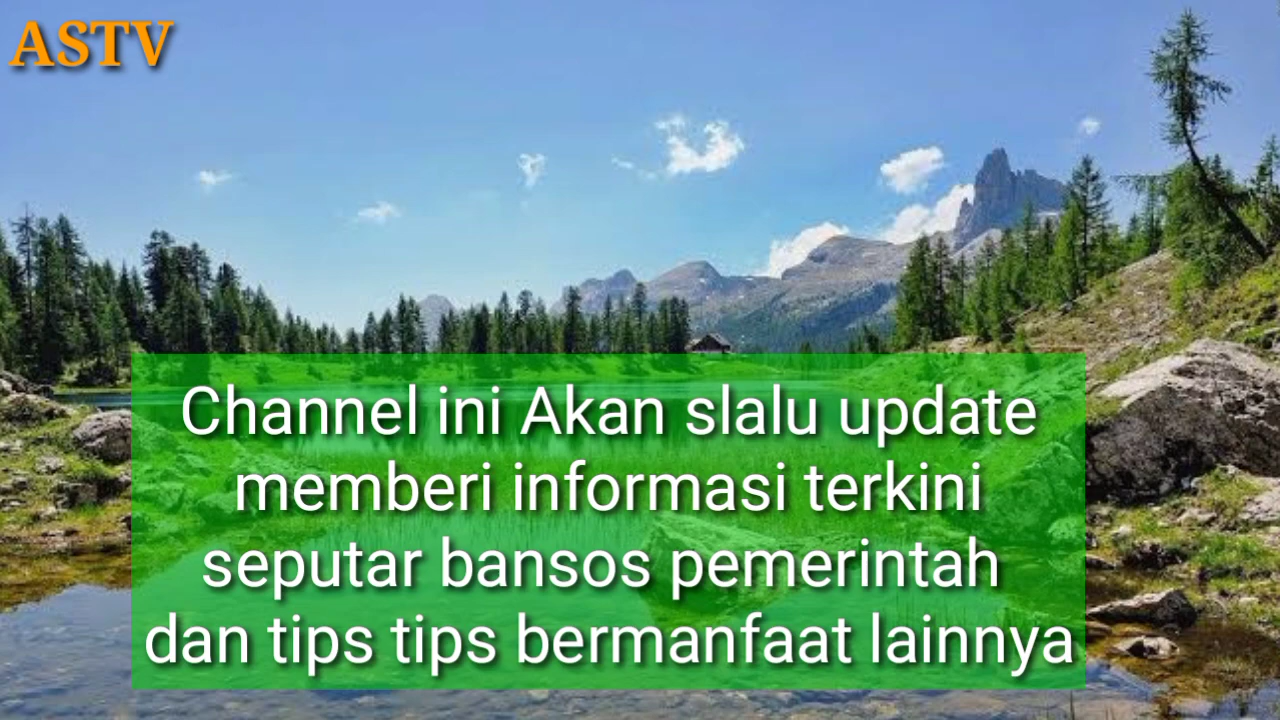 ASTV
Channel ini Akan slalu update
memberi informasi terkini
seputar bansos pemerintah
dan tips tips bermanfaat lainnya